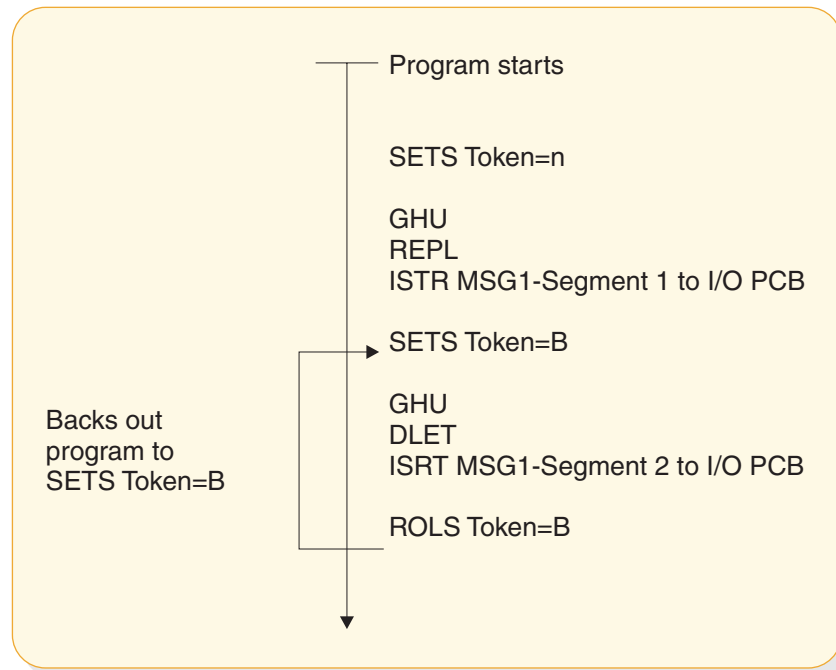 Program starts
SETS Token=n
GHU
REPL
ISTR MSG1-Segment 1 to I/O PCB
SETS Token=B
Backs out
program to
SETS Token=B
GHU
DLET
ISRT MSG1-Segment 2 to I/O PCB
ROLS Token=B